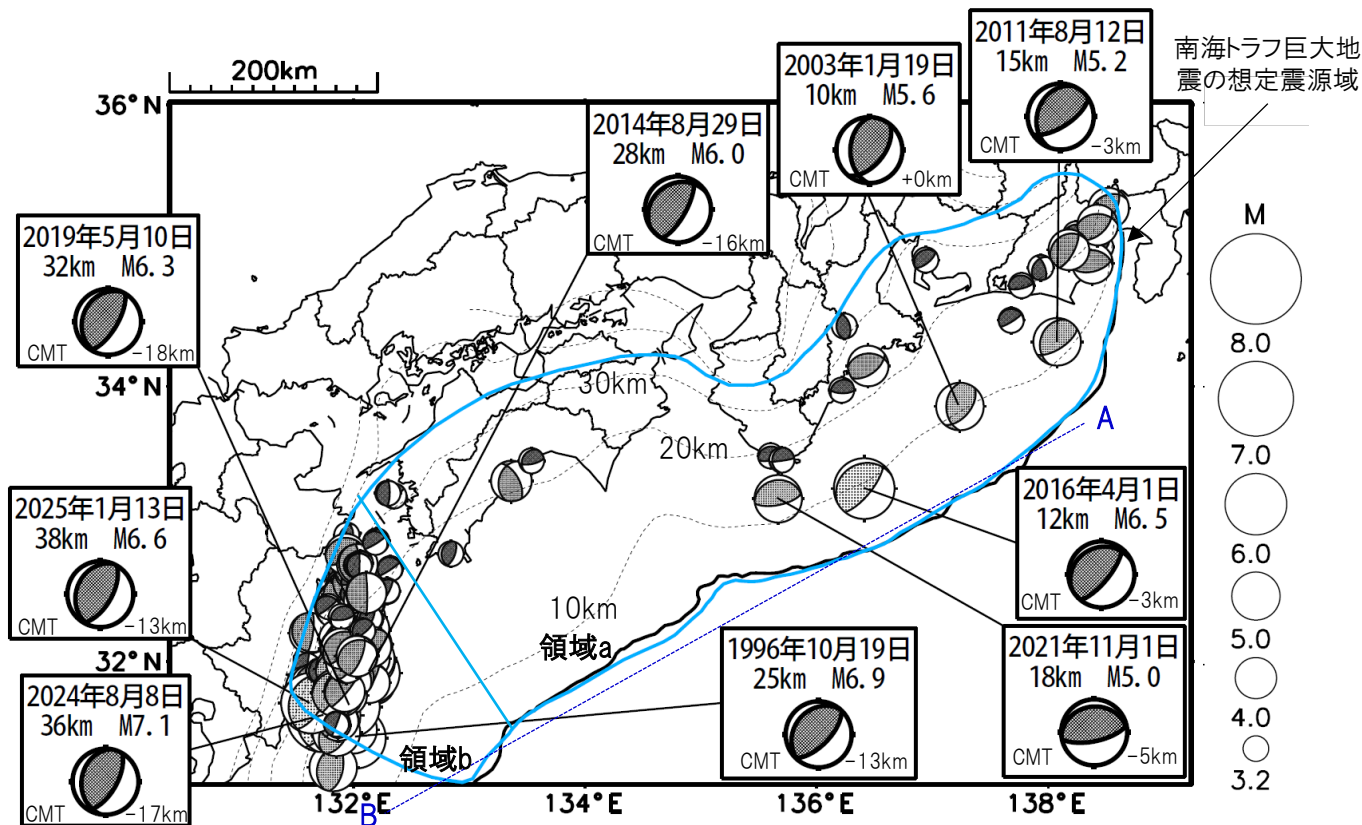 2011年8月12日
15km M5.2
CMT
-3km
南海トラフ巨大地
震の想定震源域
2003年1月19日
10km M5.6
CMT
+0km
200km
36°N
2014年8月29日
28km M6.0
CMT
-16km
2019年5月10日
32km M6.3
CMT
-18km
M
8.0
7.0
6.0
5.0
4.0
3.2
34°N
30km
20km
10km
A
2016年4月1日
12km M6.5
CMT
-3km
2025年1月13日
38km M6.6
CMT
-13km
領域a
32°N
1996年10月19日
25km M6.9
CMT
-13km
2021年11月1日
18km M5.0
CMT
-5km
2024年8月8日
36km M7.1
CMT
-17km
領域b
B
132°E
134°E
136°E
138°E